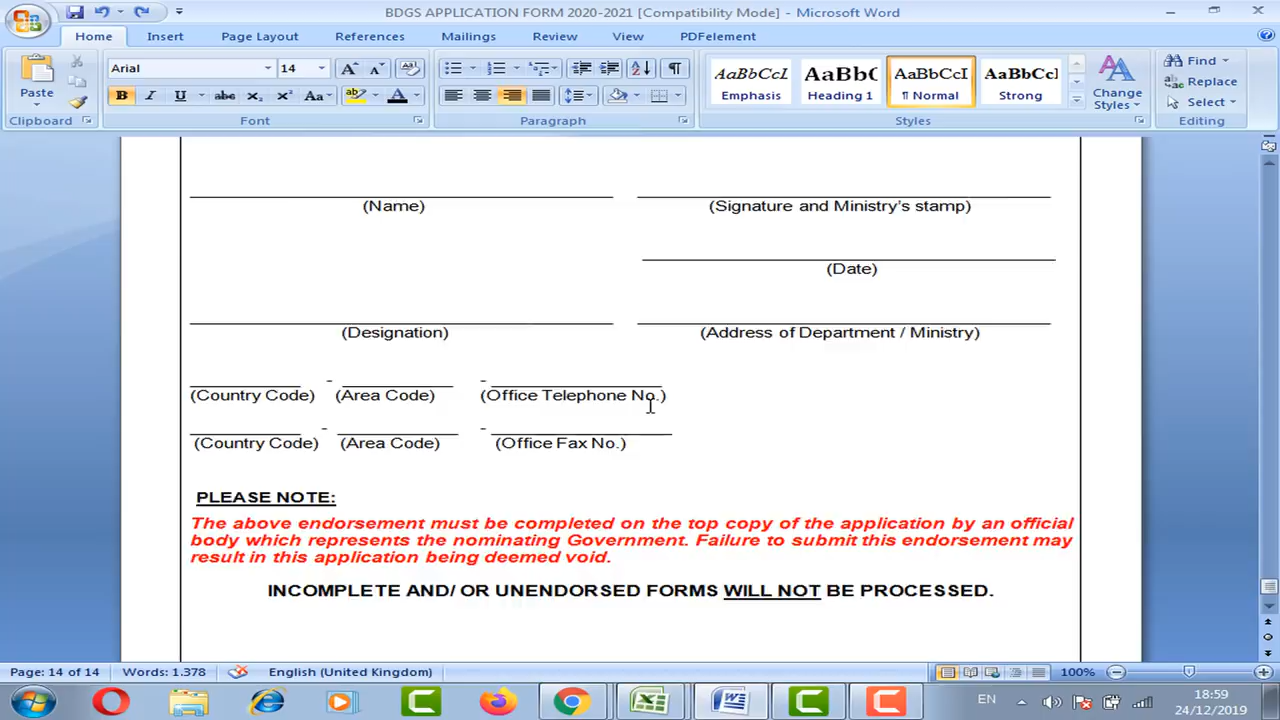 BDGS APPLICATION FORM 2020-2021 [Compatibility Mode] - Microsoft Word
Home Insert Page Layout References Mailings Review View PDFelement
Arial 14
Paste
Find
Replace
Select
B I U abc X₂ X² Aa A
AaBbCcI AaBbC AaBbCcI AaBbCcl
Emphasis Heading 1 ¶ Normal Strong
Change Styles
Clipboard Font Paragraph Styles Editing
(Name) (Signature and Ministry's stamp)
(Date)
(Designation) (Address of Department / Ministry)
(Country Code) - (Area Code) - (Office Telephone No.)
(Country Code) - (Area Code) - (Office Fax No.)
PLEASE NOTE:
The above endorsement must be completed on the top copy of the application by an official
body which represents the nominating Government. Failure to submit this endorsement may
result in this application being deemed void.
INCOMPLETE AND/ OR UNENDORSED FORMS WILL NOT BE PROCESSED.
Page: 14 of 14 Words: 1.378 English (United Kingdom) 100%
EN 18:59
24/12/2019